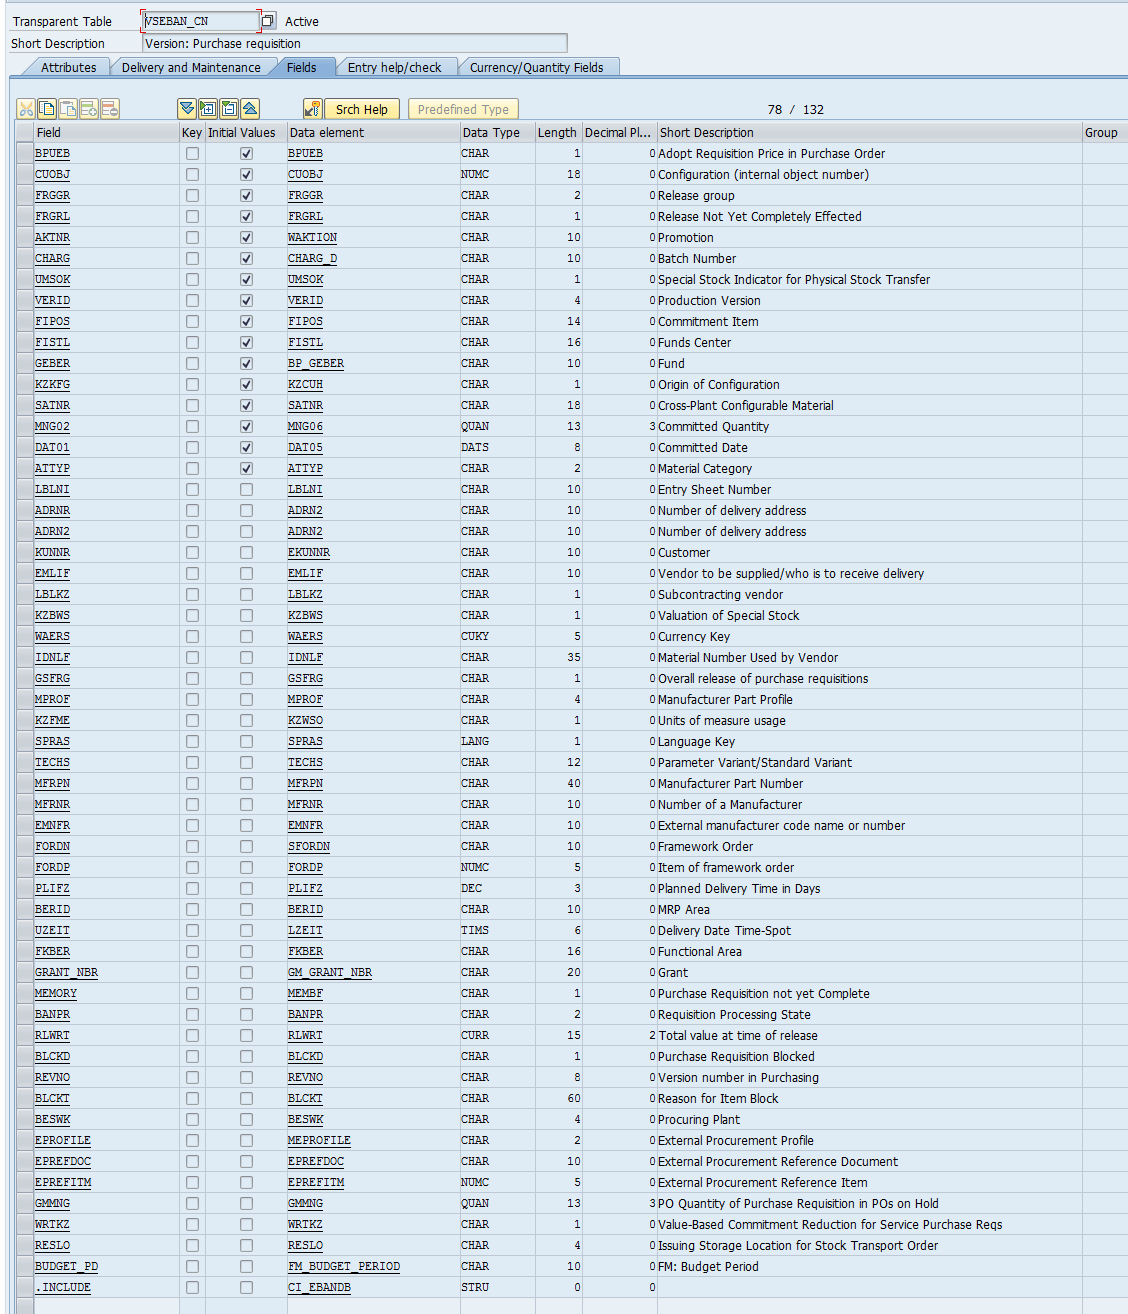 Transparent Table VSEBAN_CN Active
Short Description Version: Purchase requisition
Attributes Delivery and Maintenance Fields Entry help/check Currency/Quantity Fields
Srch Help Predefined Type 78 / 132
Field Key Initial Values Data element Data Type Length Decimal Pl... Short Description Group
BPUEB BPUEB CHAR 1 0 Adopt Requisition Price in Purchase Order
CUOBJ CUOBJ NUMC 18 0 Configuration (internal object number)
FRGGR FRGGR CHAR 2 0 Release group
FRGRL FRGRL CHAR 1 0 Release Not Yet Completely Effected
AKTNR WAKTION CHAR 10 0 Promotion
CHARG CHARG_D CHAR 10 0 Batch Number
UMSOK UMSOK CHAR 1 0 Special Stock Indicator for Physical Stock Transfer
VERID VERID CHAR 4 0 Production Version
FIPOS FIPOS CHAR 14 0 Commitment Item
FISTL FISTL CHAR 16 0 Funds Center
GEBER BP_GEBER CHAR 10 0 Fund
KZKFG KZCUH CHAR 1 0 Origin of Configuration
SATNR SATNR CHAR 18 0 Cross-Plant Configurable Material
MNG02 MNG06 QUAN 13 3 Committed Quantity
DAT01 DAT05 DATS 8 0 Committed Date
ATTYP ATTYP CHAR 2 0 Material Category
LBLNI LBLNI CHAR 10 0 Entry Sheet Number
ADRNR ADRN2 CHAR 10 0 Number of delivery address
ADRN2 ADRN2 CHAR 10 0 Number of delivery address
KUNNR EKUNNR CHAR 10 0 Customer
EMLIF EMLIF CHAR 10 0 Vendor to be supplied/who is to receive delivery
LBLKZ LBLKZ CHAR 1 0 Subcontracting vendor
KZBWS KZBWS CHAR 1 0 Valuation of Special Stock
WAERS WAERS CUKY 5 0 Currency Key
IDNLF IDNLF CHAR 35 0 Material Number Used by Vendor
GSFRG GSFRG CHAR 1 0 Overall release of purchase requisitions
MPROF MPROF CHAR 4 0 Manufacturer Part Profile
KZFME KZWSO CHAR 1 0 Units of measure usage
SPRAS SPRAS LANG 1 0 Language Key
TECHS TECHS CHAR 12 0 Parameter Variant/Standard Variant
MFRPN MFRPN CHAR 40 0 Manufacturer Part Number
MFRNR MFRNR CHAR 10 0 Number of a Manufacturer
EMNFR EMNFR CHAR 10 0 External manufacturer code name or number
FORDN SFORDN CHAR 10 0 Framework Order
FORDP FORDP NUMC 5 0 Item of framework order
PLIFZ PLIFZ DEC 3 0 Planned Delivery Time in Days
BERID BERID CHAR 10 0 MRP Area
UZEIT LZEIT TIMS 6 0 Delivery Date Time-Spot
FKBER FKBER CHAR 16 0 Functional Area
GRANT_NBR GM_GRANT_NBR CHAR 20 0 Grant
MEMORY MEMBF CHAR 1 0 Purchase Requisition not yet Complete
BANPR BANPR CHAR 2 0 Requisition Processing State
RLWRT RLWRT CURR 15 2 Total value at time of release
BLCKD BLCKD CHAR 1 0 Purchase Requisition Blocked
REVNO REVNO CHAR 8 0 Version number in Purchasing
BLCKT BLCKT CHAR 60 0 Reason for Item Block
BESWK BESWK CHAR 4 0 Procuring Plant
EPROFILE MEPROFILE CHAR 2 0 External Procurement Profile
EPREFDOC EPREFDOC CHAR 10 0 External Procurement Reference Document
EPREFITM EPREFITM NUMC 5 0 External Procurement Reference Item
GMMNG GMMNG QUAN 13 3 PO Quantity of Purchase Requisition in POs on Hold
WRTKZ WRTKZ CHAR 1 0 Value-Based Commitment Reduction for Service Purchase Reqs
RESLO RESLO CHAR 4 0 Issuing Storage Location for Stock Transport Order
BUDGET_PD FM_BUDGET_PERIOD CHAR 10 0 FM: Budget Period
.INCLUDE CI_EBANDB STRU 0 0